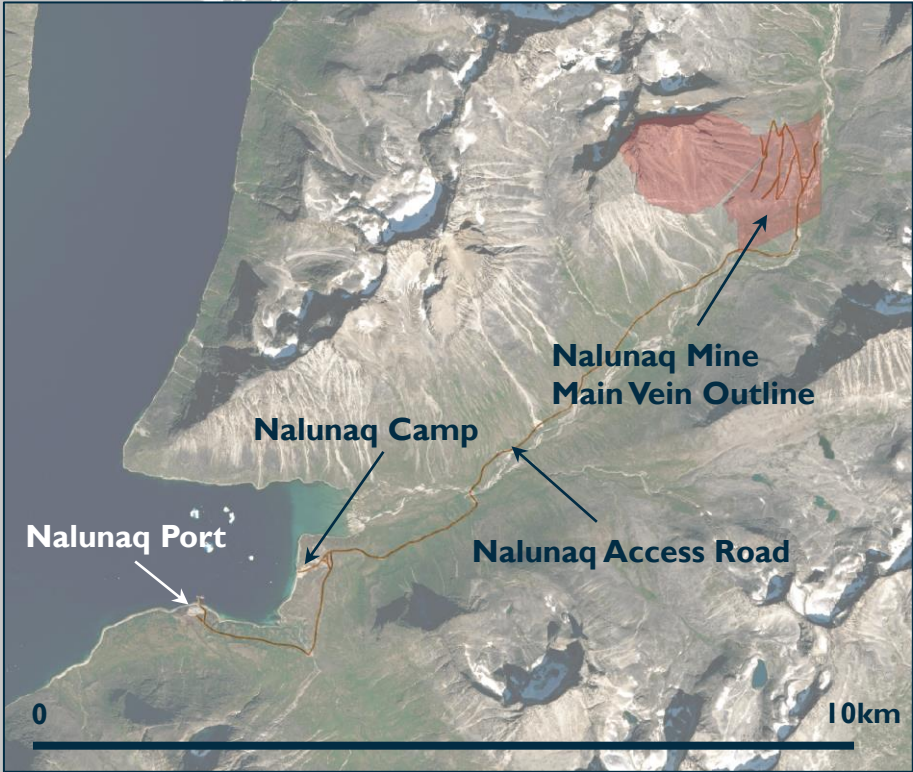 Nalunaq Mine
Main Vein Outline
Nalunaq Camp
Nalunaq Port
Nalunaq Access Road
0
10km